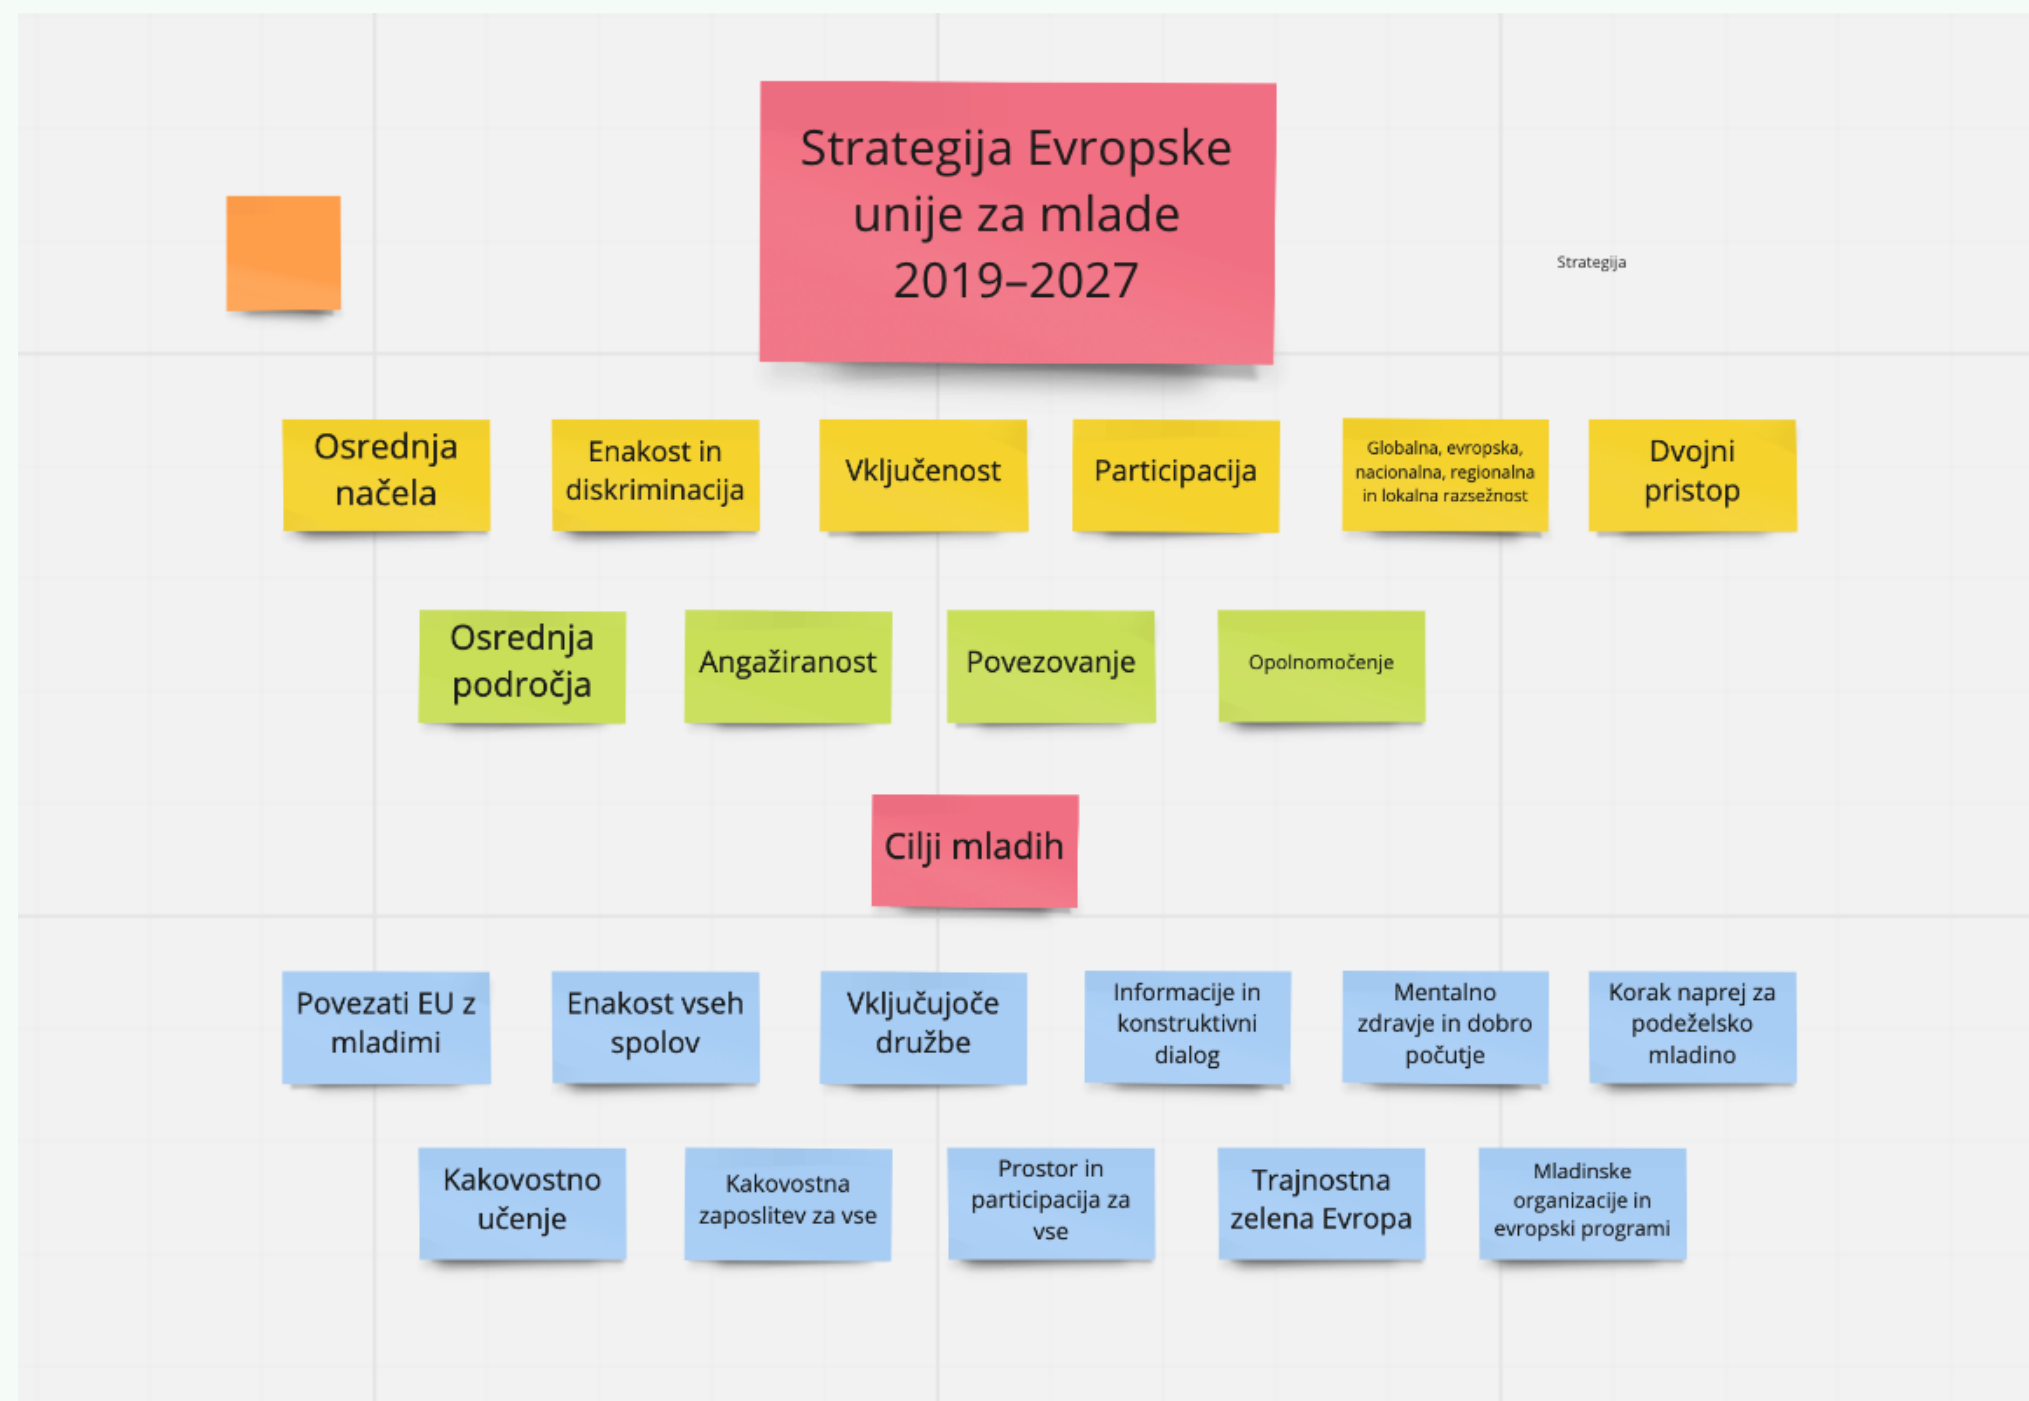 Strategija Evropske
unije za mlade
2019–2027
Strategija
Osrednja
načela
Enakost in
diskriminacija
Vključenost
Participacija
Globalna, evropska,
nacionalna, regionalna
in lokalna razsežnost
Dvojni
pristop
Osrednja
področja
Angažiranost
Povezovanje
Opolnomočenje
Cilji mladih
Povezati EU z
mladimi
Enakost vseh
spolov
Vključujoče
družbe
Informacije in
konstruktivni
dialog
Mentalno
zdravje in dobro
počutje
Korak naprej za
podeželsko
mladino
Kakovostno
učenje
Kakovostna
zaposlitev za vse
Prostor in
participacija za
vse
Trajnostna
zelena Evropa
Mladinske
organizacije in
evropski programi